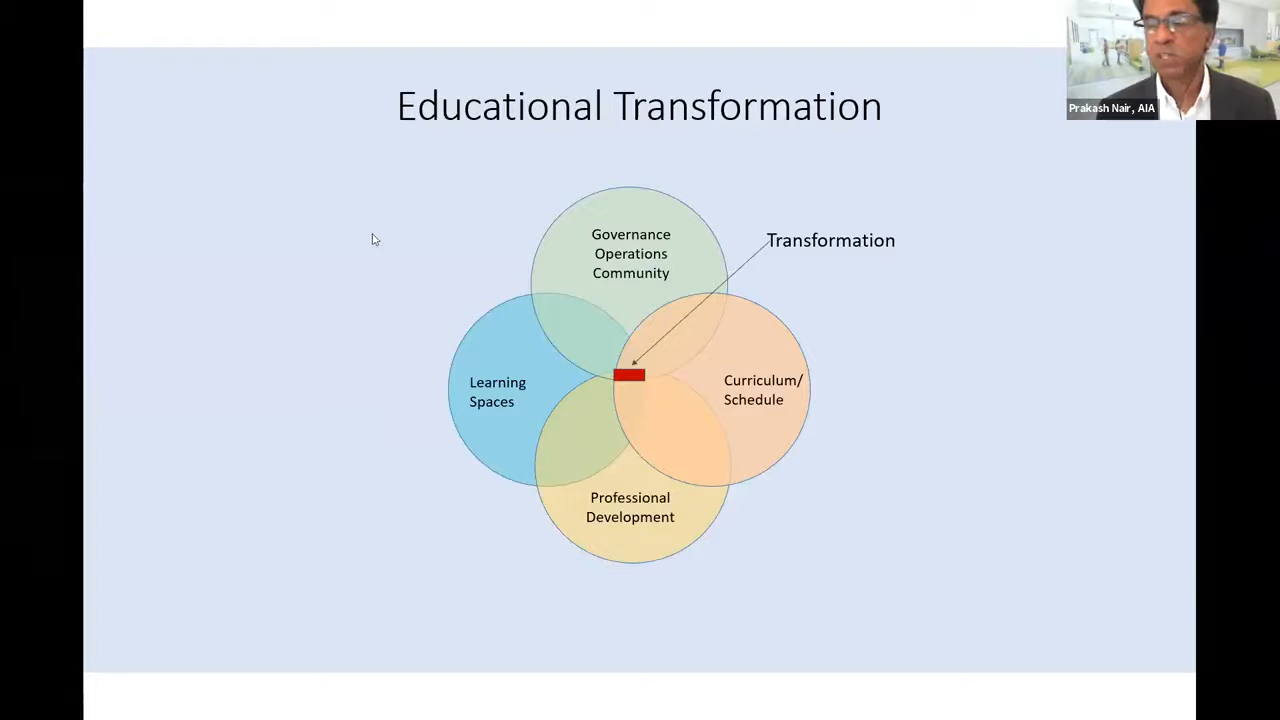 Prakash Nair, AIA
Educational Transformation
Governance
Operations
Community
Transformation
Learning
Spaces
Curriculum/
Schedule
Professional
Development